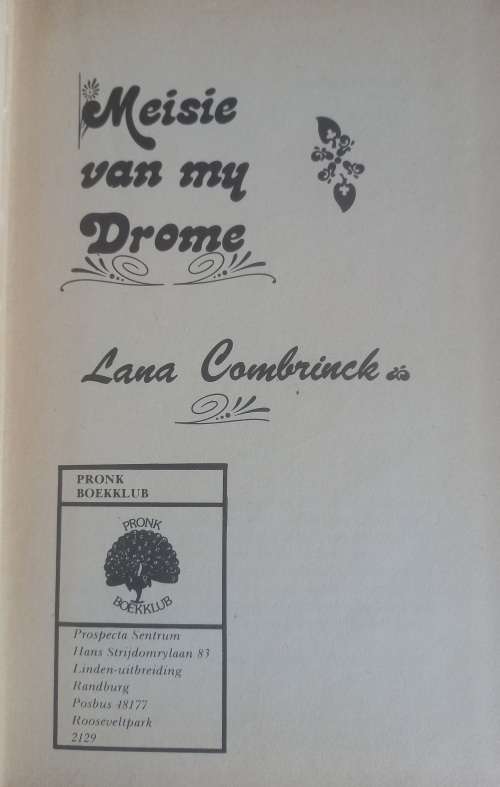 Meisie
van my
Drome
Lana Combrinck
PRONK
BOEKKLUB
PRONK
BOEKKLUB
Prospecta Sentrum
Hans Strijdomrylaan 83
Linden-uitbreiding
Randburg
Posbus 48177
Rooseveltpark
2129